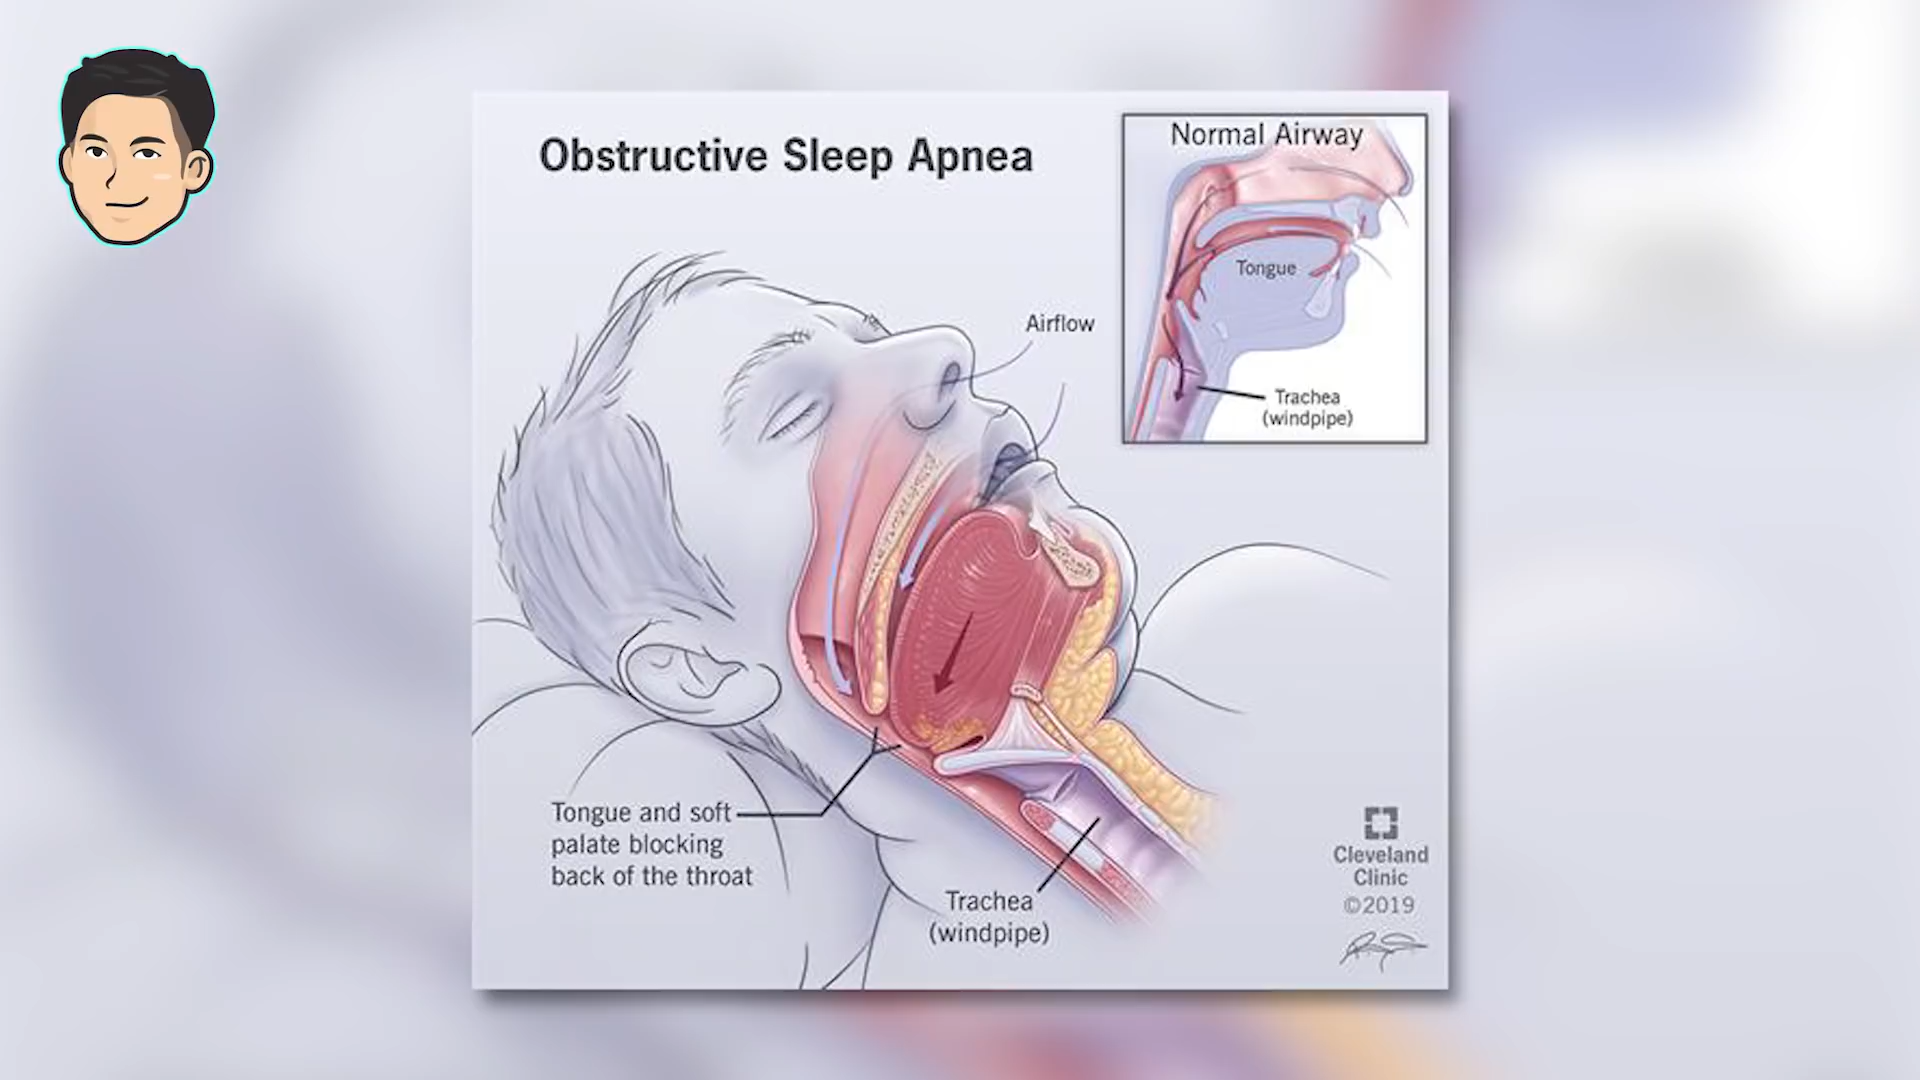 Obstructive Sleep Apnea
Normal Airway
Tongue
Trachea
(windpipe)
Airflow
Tongue and soft
palate blocking
back of the throat
Trachea
(windpipe)
Cleveland
Clinic
©2019